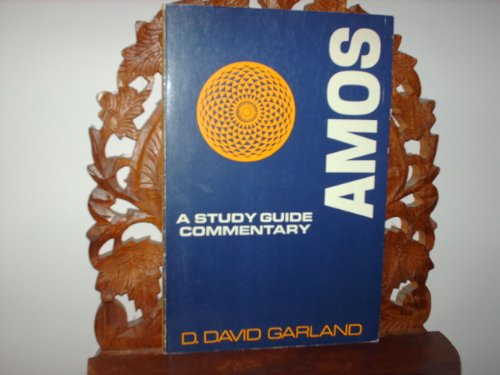 AMOS
A STUDY GUIDE
COMMENTARY
D. DAVID GARLAND